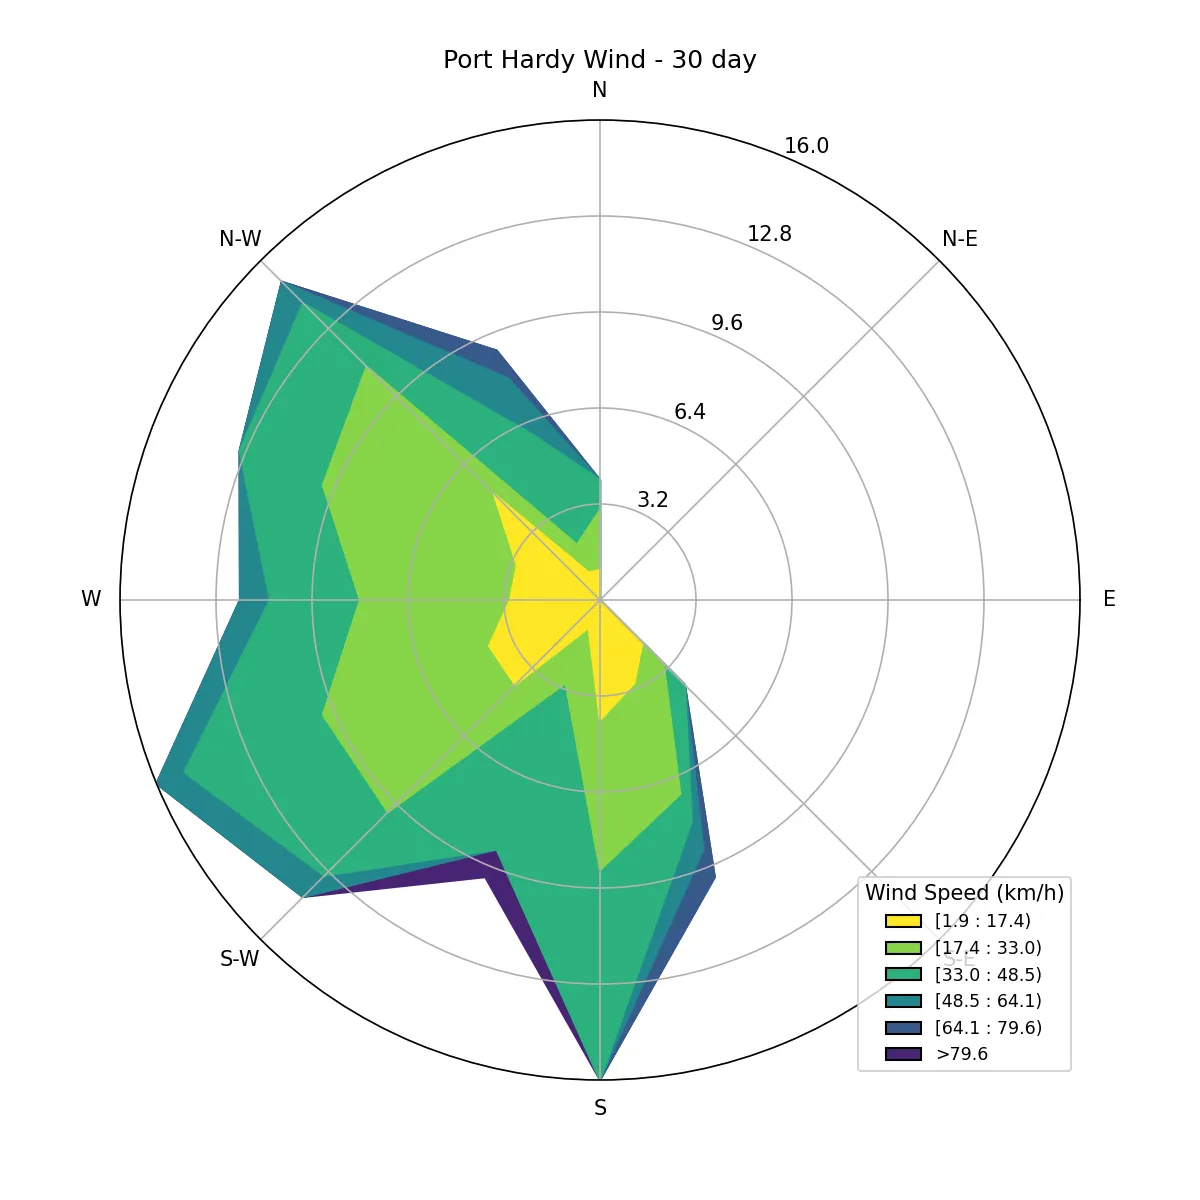 Port Hardy Wind - 30 day
N
16.0
N-W
12.8
N-E
9.6
6.4
3.2
W
E
Wind Speed (km/h)
[1.9 : 17.4)
[17.4 : 33.0)
S-W
S-E
[33.0 : 48.5)
[48.5 : 64.1)
[64.1 : 79.6)
>79.6
S